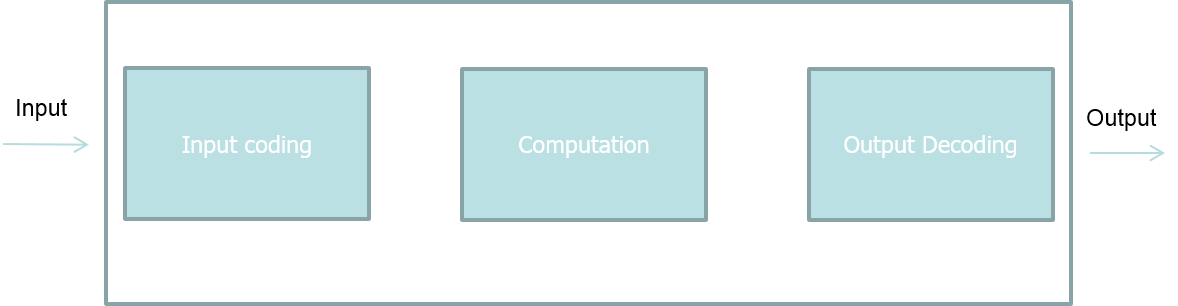 Input
Input coding
Computation
Output Decoding
Output